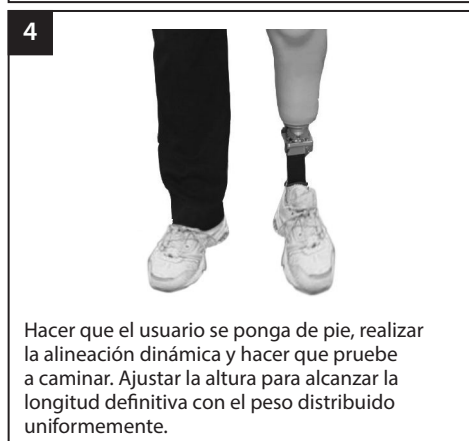 4
Hacer que el usuario se ponga de pie, realizar
la alineación dinámica y hacer que pruebe
a caminar. Ajustar la altura para alcanzar la
longitud definitiva con el peso distribuido
uniformemente.